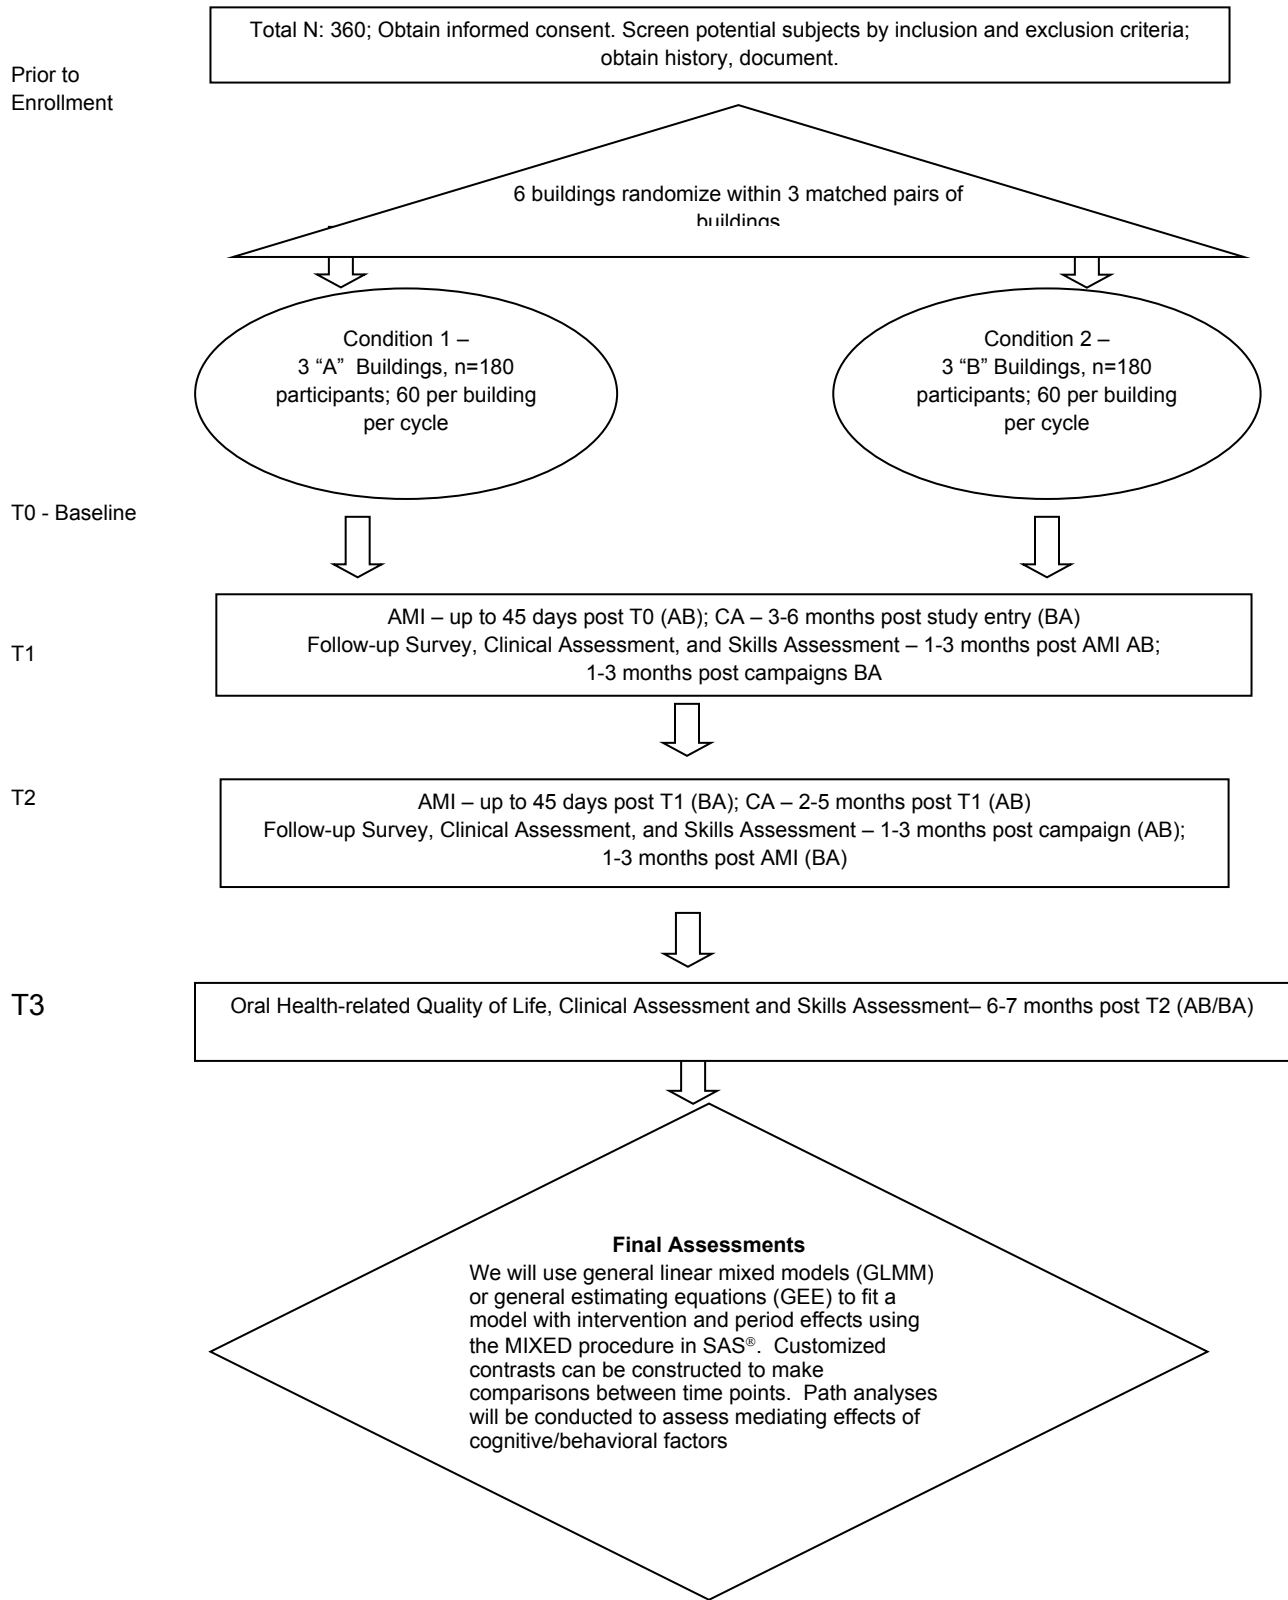 Total N: 360; Obtain informed consent. Screen potential subjects by inclusion and exclusion criteria;
obtain history, document.
Prior to
Enrollment
6 buildings randomize within 3 matched pairs of
buildings
Condition 1 –
3 “A” Buildings, n=180
participants; 60 per building
per cycle
Condition 2 –
3 “B” Buildings, n=180
participants; 60 per building
per cycle
T0 - Baseline
T1
AMI – up to 45 days post T0 (AB); CA – 3-6 months post study entry (BA)
Follow-up Survey, Clinical Assessment, and Skills Assessment – 1-3 months post AMI AB;
1-3 months post campaigns BA
T2
AMI – up to 45 days post T1 (BA); CA – 2-5 months post T1 (AB)
Follow-up Survey, Clinical Assessment, and Skills Assessment – 1-3 months post campaign (AB);
1-3 months post AMI (BA)
T3
Oral Health-related Quality of Life, Clinical Assessment and Skills Assessment– 6-7 months post T2 (AB/BA)
Final Assessments
We will use general linear mixed models (GLMM)
or general estimating equations (GEE) to fit a
model with intervention and period effects using
the MIXED procedure in SAS®.  Customized
contrasts can be constructed to make
comparisons between time points.  Path analyses
will be conducted to assess mediating effects of
cognitive/behavioral factors